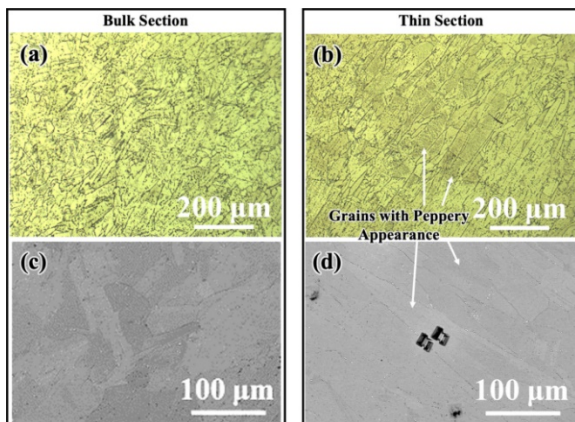 Bulk Section
Thin Section
(a)
200 µm
(b)
200 µm
Grains with Peppery
Appearance
(c)
100 µm
(d)
100 µm